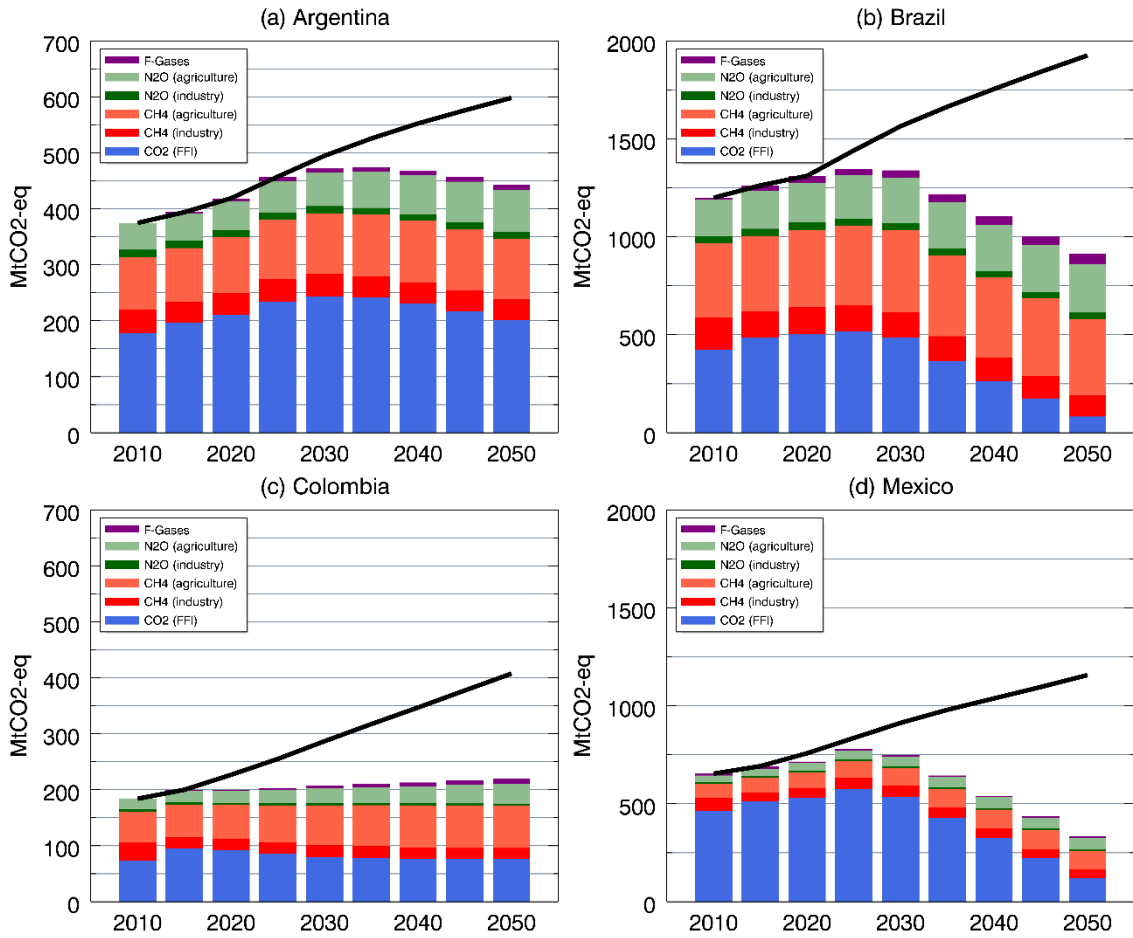 (a) Argentina
700
600
500
400
300
200
100
0
MtCO2-eq
F-Gases
N2O (agriculture)
N2O (industry)
CH4 (agriculture)
CH4 (industry)
CO2 (FFI)
2010 2020 2030 2040 2050
(b) Brazil
2000
1500
1000
500
0
MtCO2-eq
F-Gases
N2O (agriculture)
N2O (industry)
CH4 (agriculture)
CH4 (industry)
CO2 (FFI)
2010 2020 2030 2040 2050
(c) Colombia
700
600
500
400
300
200
100
0
MtCO2-eq
F-Gases
N2O (agriculture)
N2O (industry)
CH4 (agriculture)
CH4 (industry)
CO2 (FFI)
2010 2020 2030 2040 2050
(d) Mexico
2000
1500
1000
500
0
MtCO2-eq
F-Gases
N2O (agriculture)
N2O (industry)
CH4 (agriculture)
CH4 (industry)
CO2 (FFI)
2010 2020 2030 2040 2050